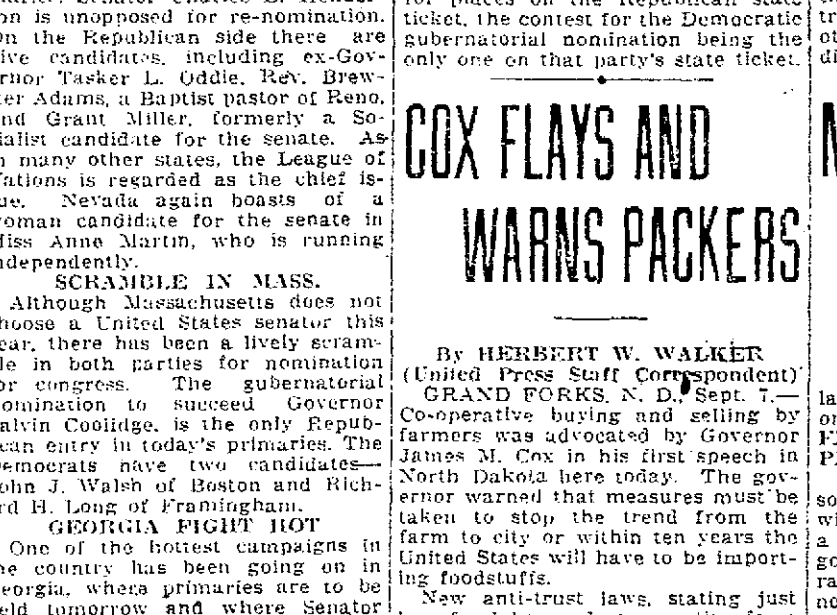 on is unopposed for re-nomination.
On the Republican side there are
five candidates, including ex-Gov-
ernor Tasker L. Oddie, Rev. Brew-
ster Adams, a Baptist pastor of Reno,
and Grant Miller, formerly a So-
cialist candidate for the senate. As
in many other states, the League of
Nations is regarded as the chief is-
sue. Nevada again boasts of a
woman candidate for the senate in
Miss Anne Martin, who is running
independently.
SCRAMBLE IN MASS.
Although Massachusetts does not
choose a United States senator this
year, there has been a lively scram-
ble in both parties for nomination
for congress. The gubernatorial
nomination to succeed Governor
Calvin Coolidge, is the only Repub-
lican entry in today's primaries. The
Democrats have two candidates—
John J. Walsh of Boston and Rich-
ard H. Long of Framingham.
GEORGIA FIGHT HOT
One of the hottest campaigns in
the country has been going on in
Georgia, where primaries are to be
held tomorrow and where Senator
for places on the Republican state
ticket, the contest for the Democratic
gubernatorial nomination being the
only one on that party's state ticket.
COX FLAYS AND
WARNS PACKERS
By HERBERT W. WALKER
(United Press Staff Correspondent)
GRAND FORKS, N. D., Sept. 7.—
Co-operative buying and selling by
farmers was advocated by Governor
James M. Cox in his first speech in
North Dakota here today. The gov-
ernor warned that measures must be
taken to stop the trend from the
farm to city or within ten years the
United States will have to be import-
ing foodstuffs.
New anti-trust laws, stating just